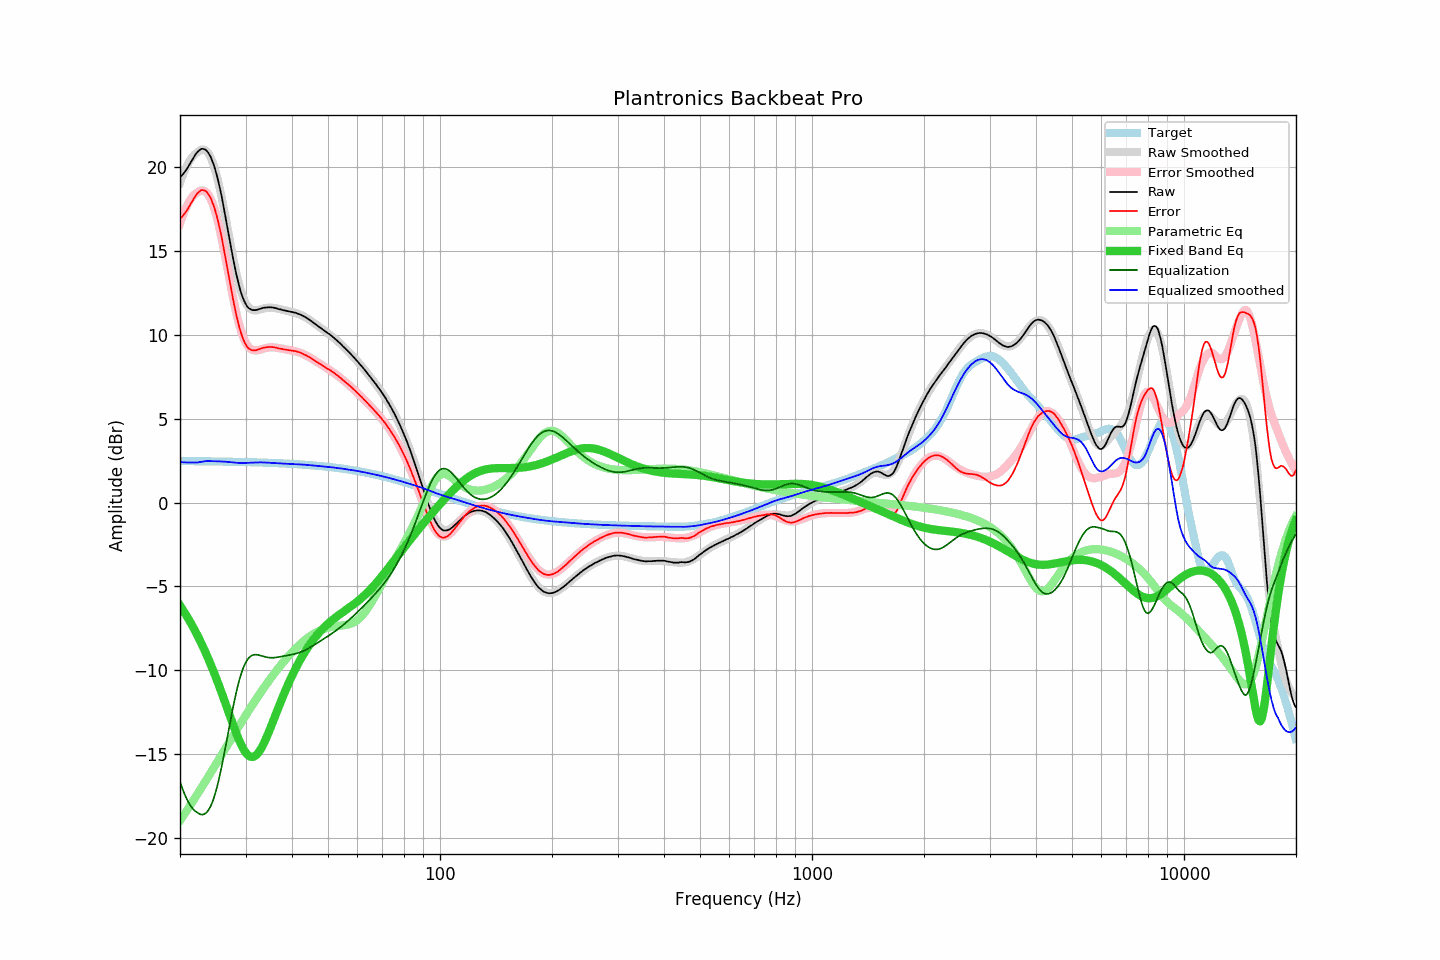 Plantronics Backbeat Pro
Target
Raw Smoothed
Error Smoothed
Raw
Error
Parametric Eq
Fixed Band Eq
Equalization
Equalized smoothed
20
15
10
5
0
−5
−10
−15
−20
Amplitude (dBr)
100
1000
10000
Frequency (Hz)